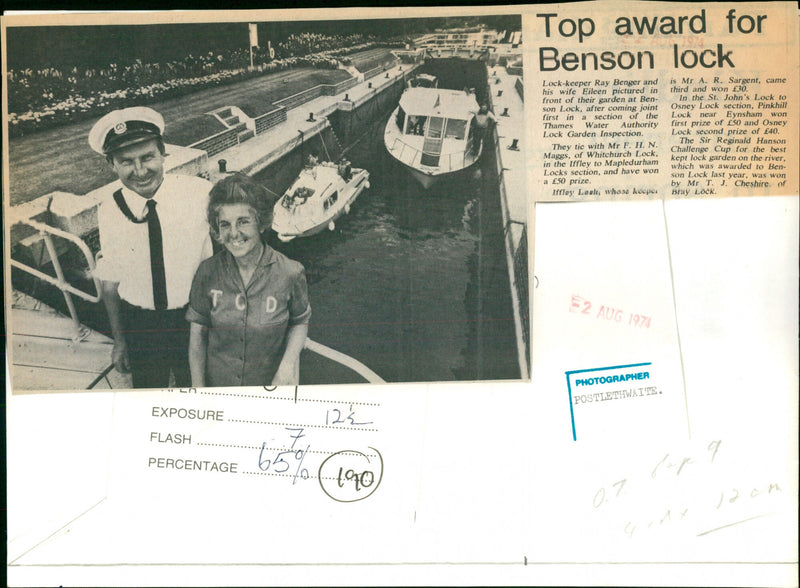 Top award for
Benson lock
Lock-keeper Ray Benger and
his wife Eileen pictured in
front of their garden at Ben-
son Lock, after coming joint
first in a section of the
Thames Water Authority
Lock Garden Inspection.
They tie with Mr F. H. N.
Maggs, of Whitchurch Lock,
in the Iffley to Mapledurham
Locks section, and have won
a £50 prize.
Iffley Lock, whose keeper
is Mr A. R. Sargent, came
third and won £30.
In the St. John's Lock to
Osney Lock section, Pinkhill
Lock near Eynsham won
first prize of £50 and Osney
Lock second prize of £40.
The Sir Reginald Hanson
Challenge Cup for the best
kept lock garden on the river,
which was awarded to Ben-
son Lock last year, was won
by Mr T. J. Cheshire, of
Bray Lock.
T C D
2 AUG 1974
PHOTOGRAPHER
POSTLETHWAITE.
EXPOSURE 12½
FLASH 7
PERCENTAGE 65%
190
O.T. Pap 9
12 cm